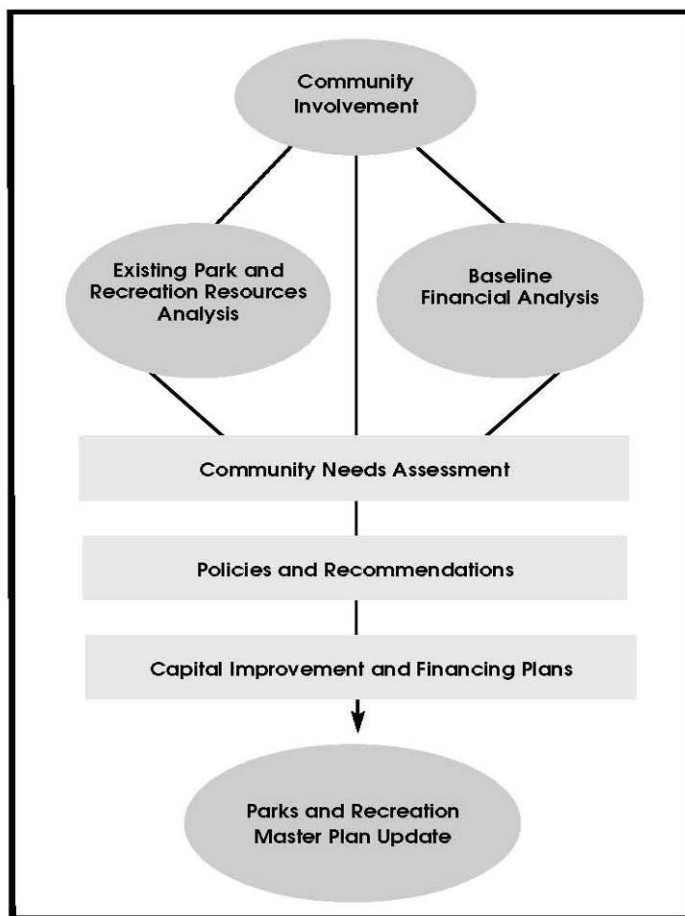 Community
Involvement
Existing Park and
Recreation Resources
Analysis
Baseline
Financial Analysis
Community Needs Assessment
Policies and Recommendations
Capital Improvement and Financing Plans
Parks and Recreation
Master Plan Update